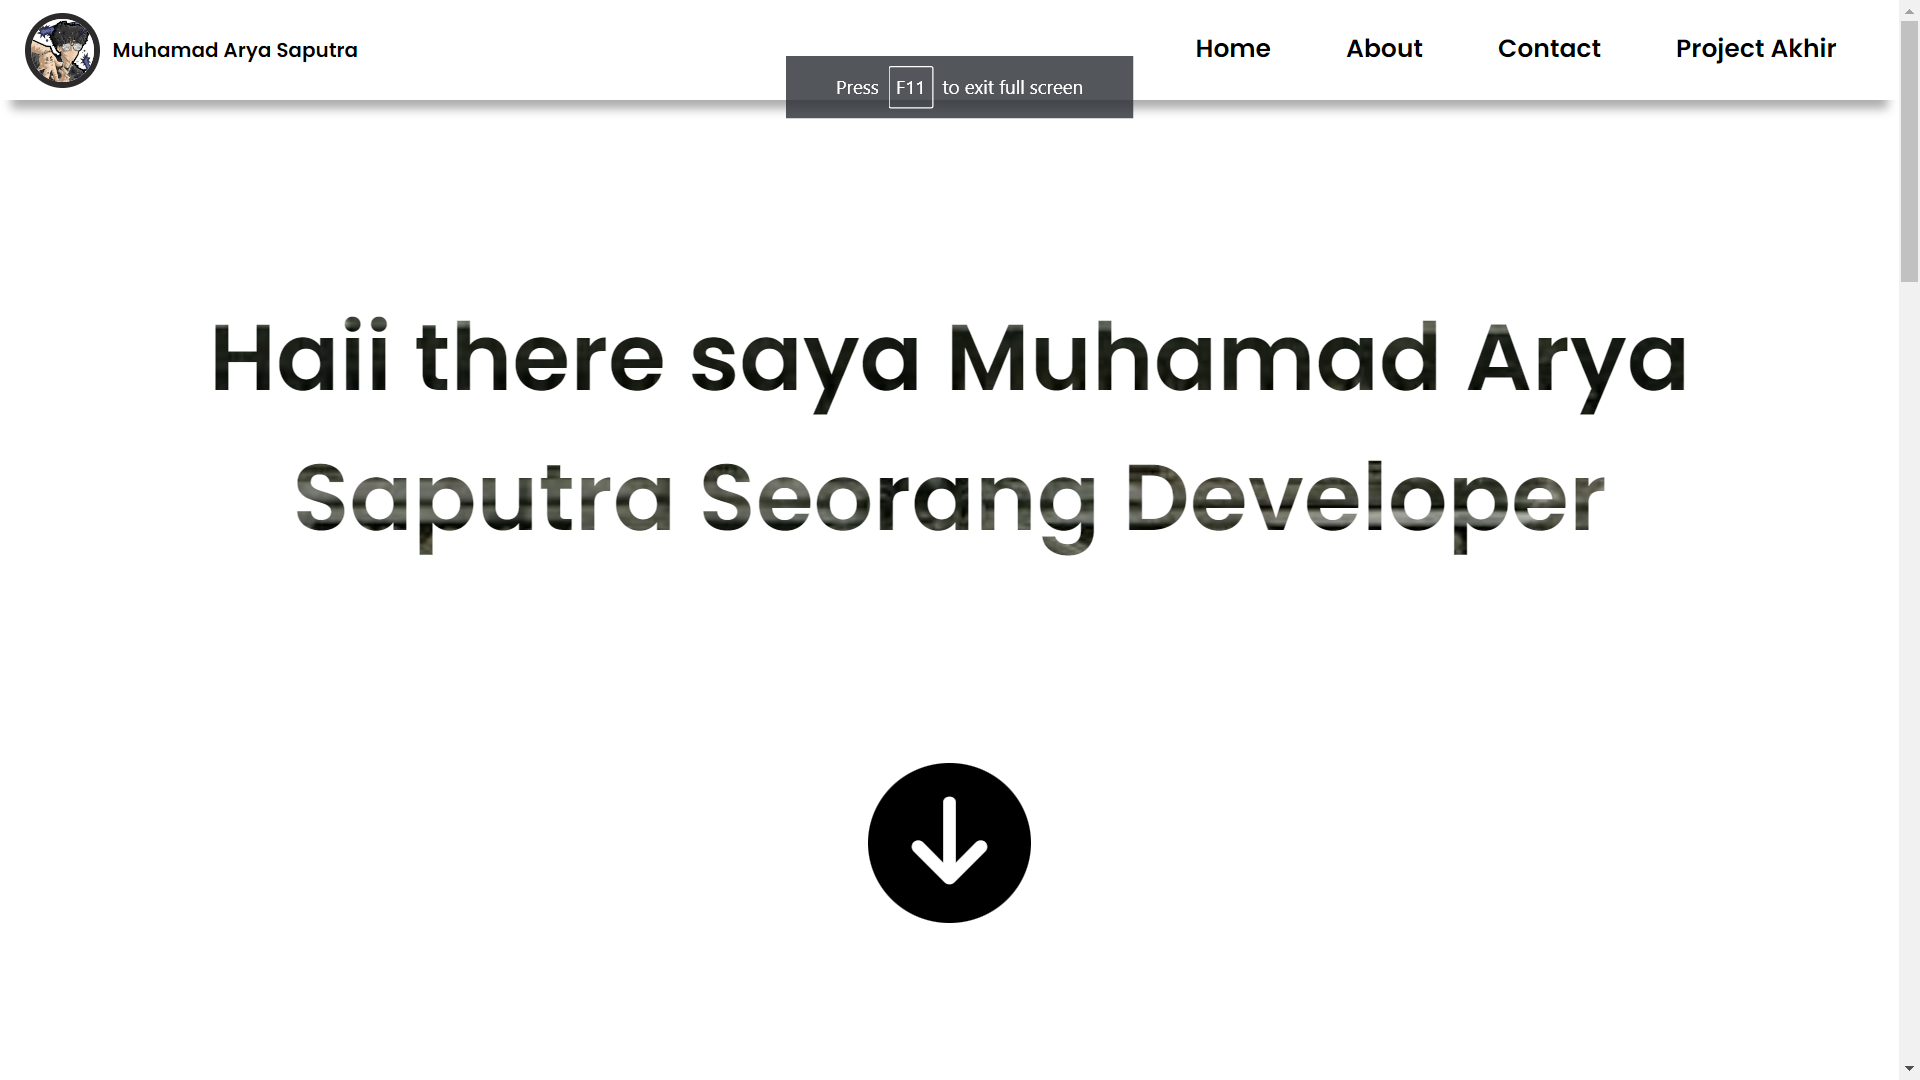 Muhamad Arya Saputra
Home
About
Contact
Project Akhir
Press F11 to exit full screen
Haii there saya Muhamad Arya
Saputra Seorang Developer